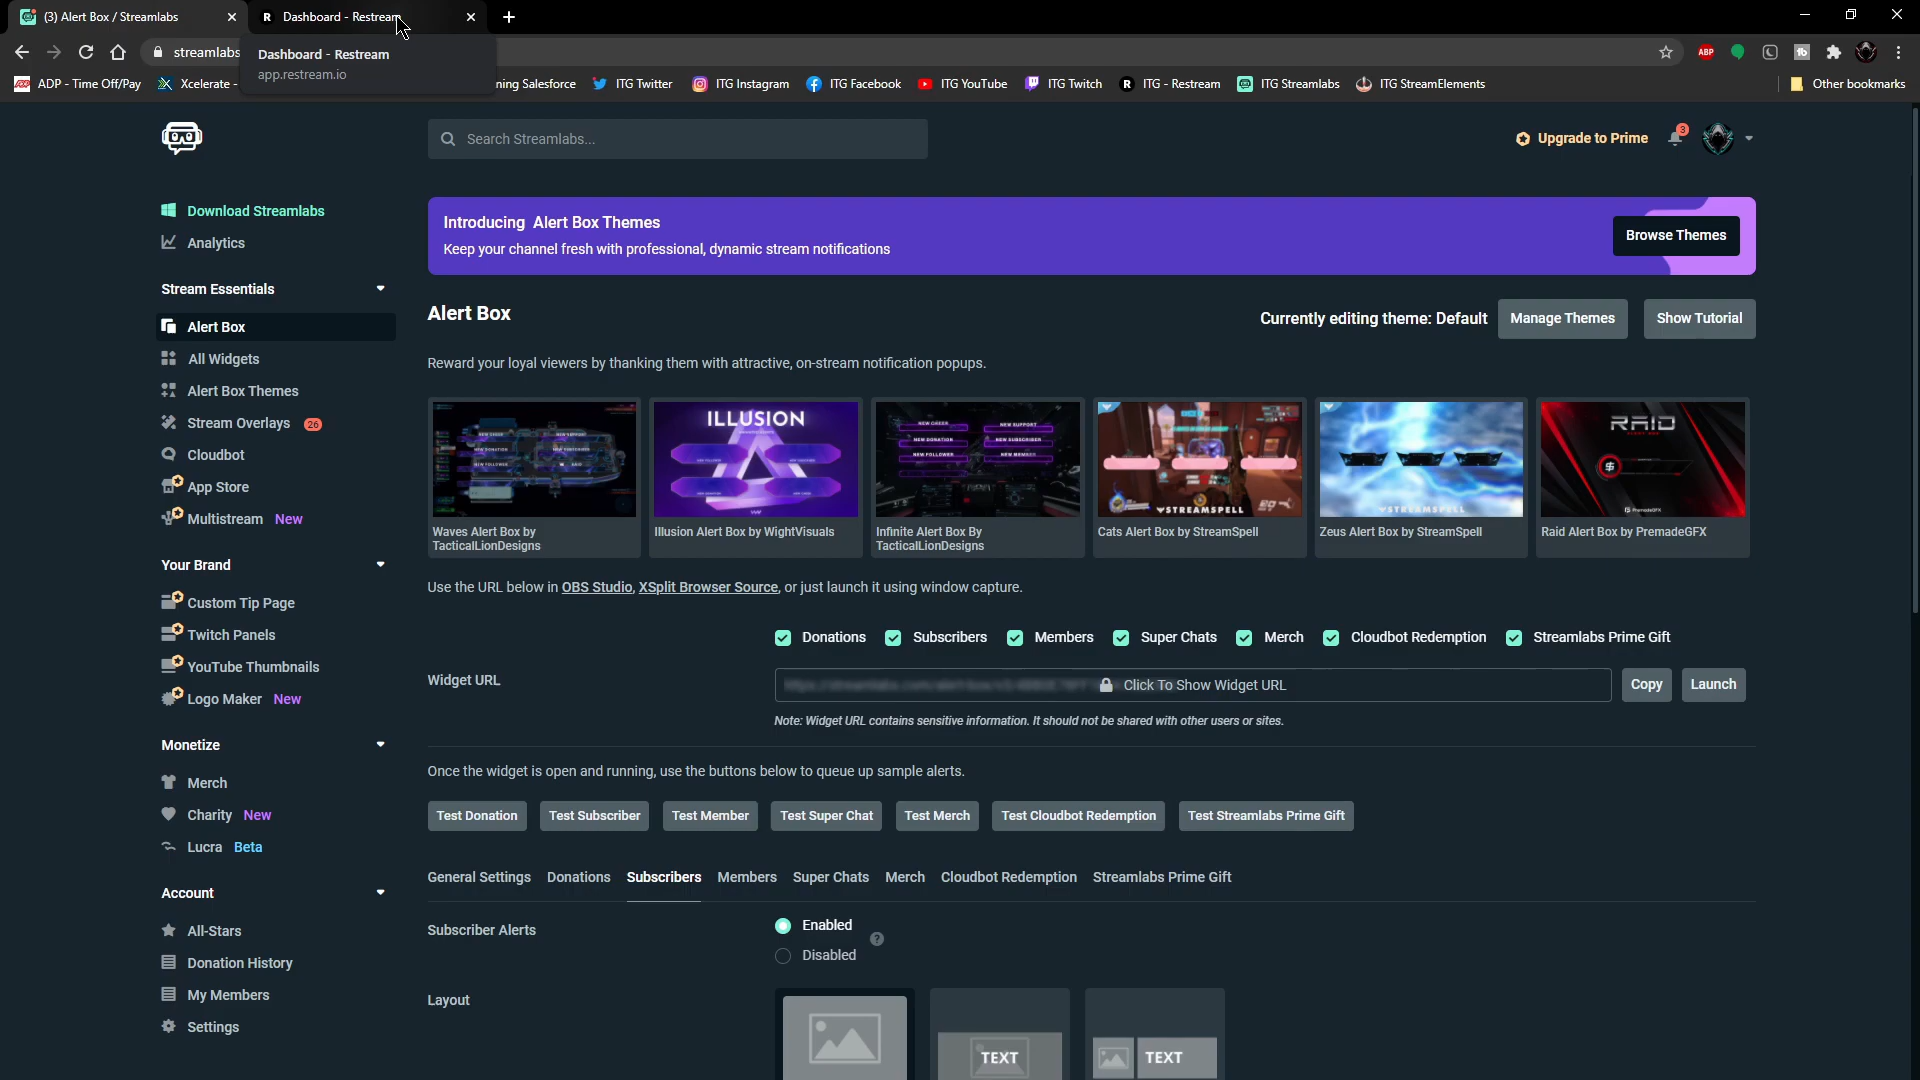 (3) Alert Box / Streamlabs
Dashboard - Restream
streamlabs
Dashboard - Restream
app.restream.io
ABP
ADP - Time Off/Pay
Xcelerate -
ning Salesforce
ITG Twitter
ITG Instagram
ITG Facebook
ITG YouTube
ITG Twitch
ITG - Restream
ITG Streamlabs
ITG StreamElements
Other bookmarks
Search Streamlabs...
Upgrade to Prime
3
Download Streamlabs
Analytics
Stream Essentials
Alert Box
All Widgets
Alert Box Themes
Stream Overlays 26
Cloudbot
App Store
Multistream New
Your Brand
Custom Tip Page
Twitch Panels
YouTube Thumbnails
Logo Maker New
Monetize
Merch
Charity New
Lucra Beta
Account
All-Stars
Donation History
My Members
Settings
Introducing Alert Box Themes
Keep your channel fresh with professional, dynamic stream notifications
Browse Themes
Alert Box
Currently editing theme: Default
Manage Themes
Show Tutorial
Reward your loyal viewers by thanking them with attractive, on-stream notification popups.
ILLUSION
NEW DONATION
NEW FOLLOWER
NEW SUPPORT
NEW SUBSCRIBER
STREAMSPELL
STREAMSPELL
RAID
PremadeGFX
Waves Alert Box by TacticalLionDesigns
Illusion Alert Box by WightVisuals
Infinite Alert Box By TacticalLionDesigns
Cats Alert Box by StreamSpell
Zeus Alert Box by StreamSpell
Raid Alert Box by PremadeGFX
Use the URL below in OBS Studio, XSplit Browser Source, or just launch it using window capture.
Donations
Subscribers
Members
Super Chats
Merch
Cloudbot Redemption
Streamlabs Prime Gift
Widget URL
Click To Show Widget URL
Copy
Launch
Note: Widget URL contains sensitive information. It should not be shared with other users or sites.
Once the widget is open and running, use the buttons below to queue up sample alerts.
Test Donation
Test Subscriber
Test Member
Test Super Chat
Test Merch
Test Cloudbot Redemption
Test Streamlabs Prime Gift
General Settings
Donations
Subscribers
Members
Super Chats
Merch
Cloudbot Redemption
Streamlabs Prime Gift
Subscriber Alerts
Enabled
Disabled
Layout
TEXT
TEXT